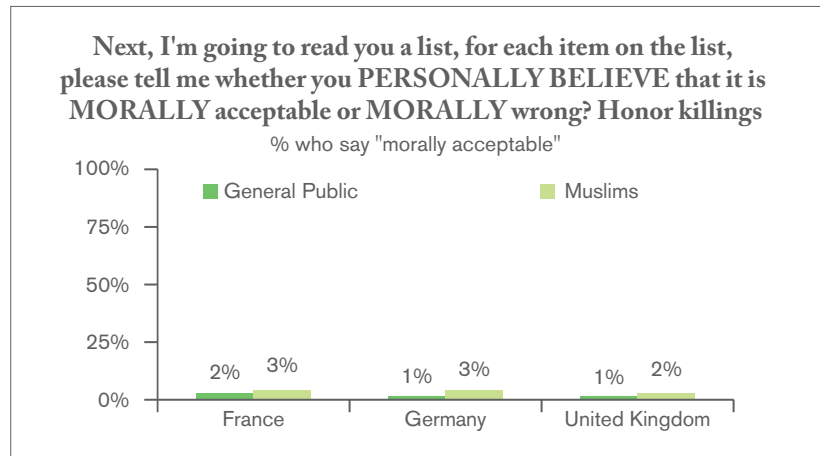 Next, I'm going to read you a list, for each item on the list,
please tell me whether you PERSONALLY BELIEVE that it is
MORALLY acceptable or MORALLY wrong? Honor killings
% who say "morally acceptable"
100%
General Public
Muslims
75%
50%
25%
2%
3%
1%
3%
1%
2%
0%
France
Germany
United Kingdom